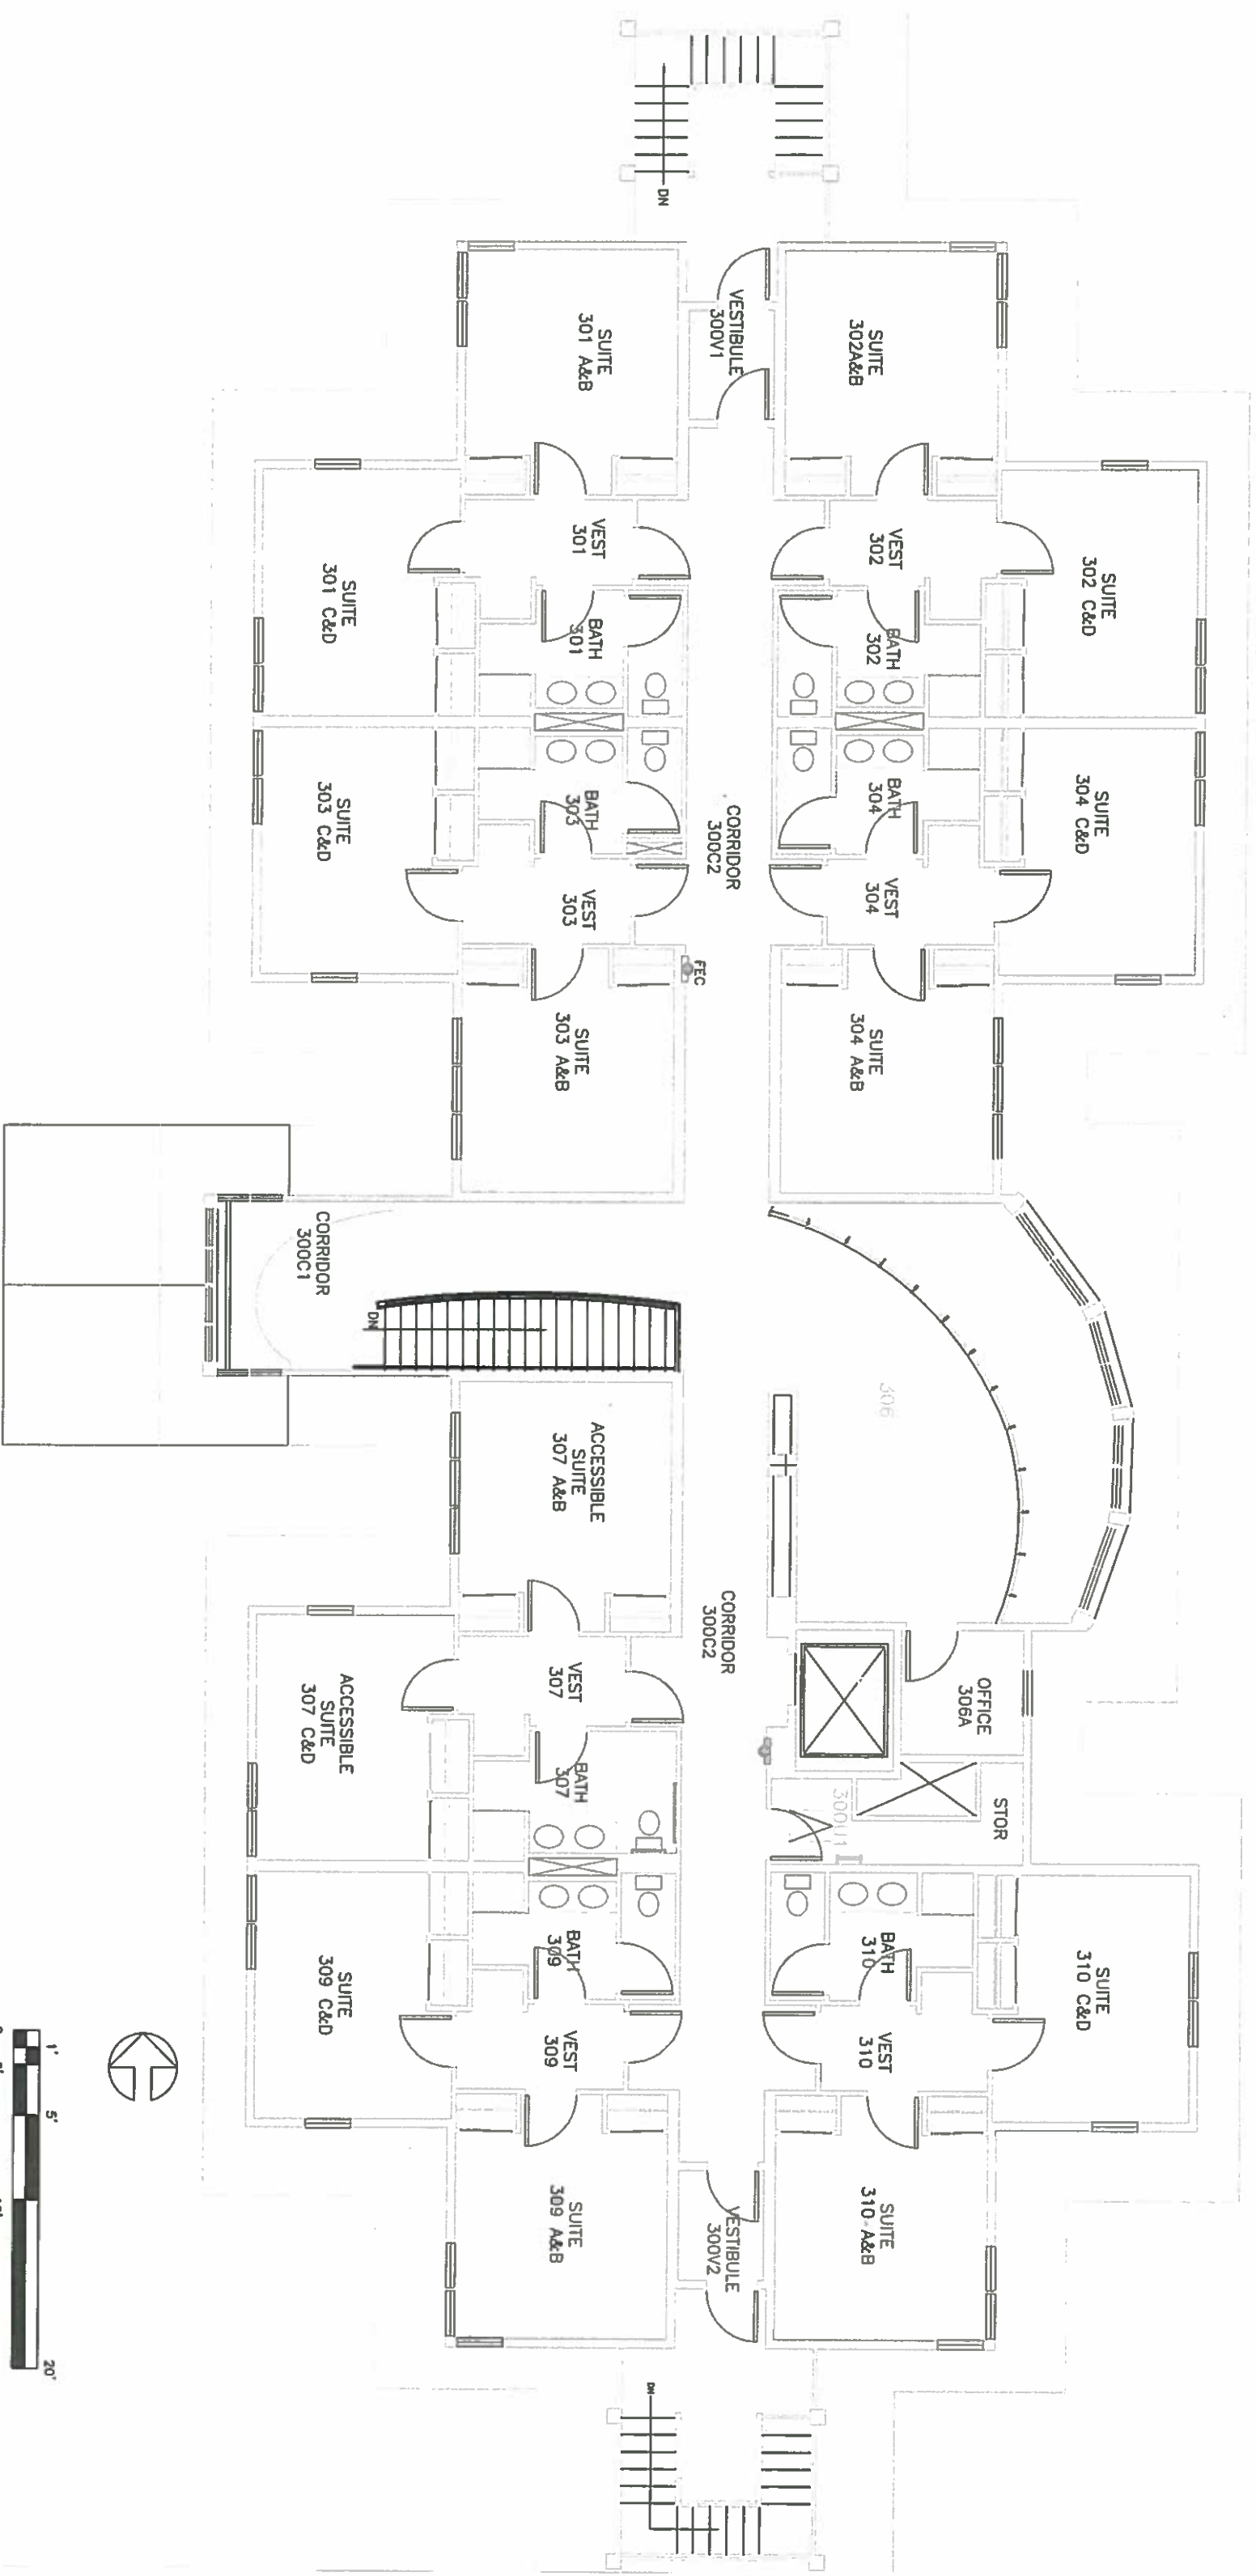 DN
SUITE
302A&B
VESTIBULE
300V1
SUITE
301 A&B
SUITE
302 C&D
VEST
302
VEST
301
SUITE
301 C&D
BATH
302
BATH
301
SUITE
304 C&D
BATH
304
BATH
303
SUITE
303 C&D
CORRIDOR
300C2
VEST
304
VEST
303
FEC
SUITE
304 A&B
SUITE
303 A&B
CORRIDOR
300C1
DN
306
ACCESSIBLE
SUITE
307 A&B
CORRIDOR
300C2
OFFICE
306A
VEST
307
ACCESSIBLE
SUITE
307 C&D
BATH
307
STOR
SUITE
310 C&D
BATH
310
BATH
309
SUITE
309 C&D
VEST
310
VEST
309
SUITE
310 A&B
VESTIBULE
300V2
SUITE
309 A&B
DN
1'
5'
20'